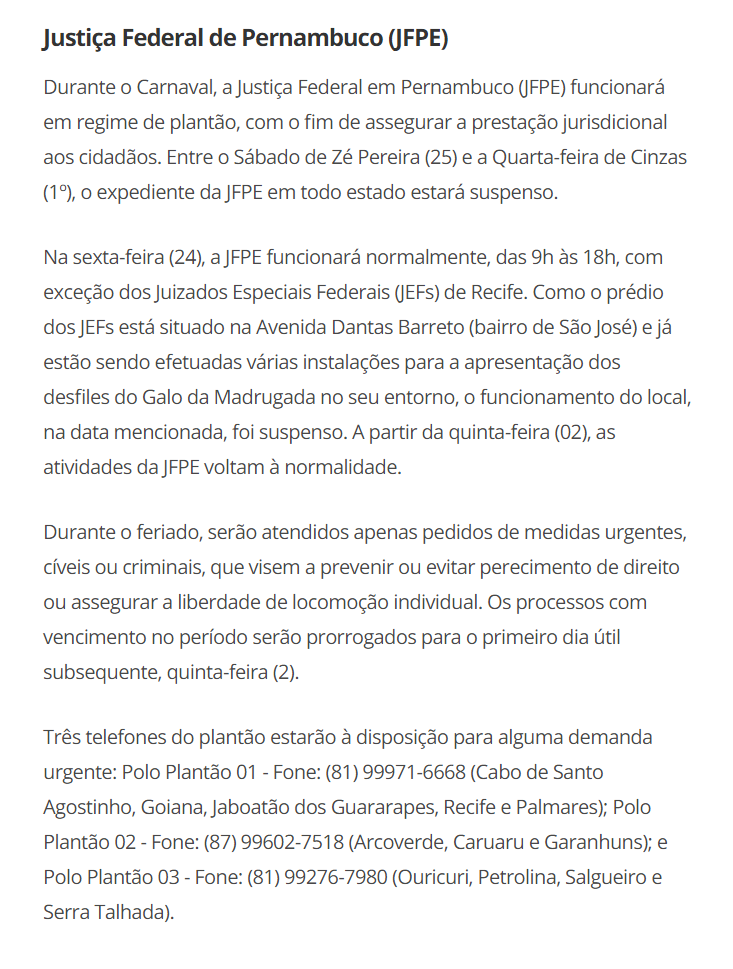 Justiça Federal de Pernambuco (JFPE)
Durante o Carnaval, a Justiça Federal em Pernambuco (JFPE) funcionará
em regime de plantão, com o fim de assegurar a prestação jurisdicional
aos cidadãos. Entre o Sábado de Zé Pereira (25) e a Quarta-feira de Cinzas
(1º), o expediente da JFPE em todo estado estará suspenso.
Na sexta-feira (24), a JFPE funcionará normalmente, das 9h às 18h, com
exceção dos Juizados Especiais Federais (JEFs) de Recife. Como o prédio
dos JEFs está situado na Avenida Dantas Barreto (bairro de São José) e já
estão sendo efetuadas várias instalações para a apresentação dos
desfiles do Galo da Madrugada no seu entorno, o funcionamento do local,
na data mencionada, foi suspenso. A partir da quinta-feira (02), as
atividades da JFPE voltam à normalidade.
Durante o feriado, serão atendidos apenas pedidos de medidas urgentes,
cíveis ou criminais, que visem a prevenir ou evitar perecimento de direito
ou assegurar a liberdade de locomoção individual. Os processos com
vencimento no período serão prorrogados para o primeiro dia útil
subsequente, quinta-feira (2).
Três telefones do plantão estarão à disposição para alguma demanda
urgente: Polo Plantão 01 - Fone: (81) 99971-6668 (Cabo de Santo
Agostinho, Goiana, Jaboatão dos Guararapes, Recife e Palmares); Polo
Plantão 02 - Fone: (87) 99602-7518 (Arcoverde, Caruaru e Garanhuns); e
Polo Plantão 03 - Fone: (81) 99276-7980 (Ouricuri, Petrolina, Salgueiro e
Serra Talhada).